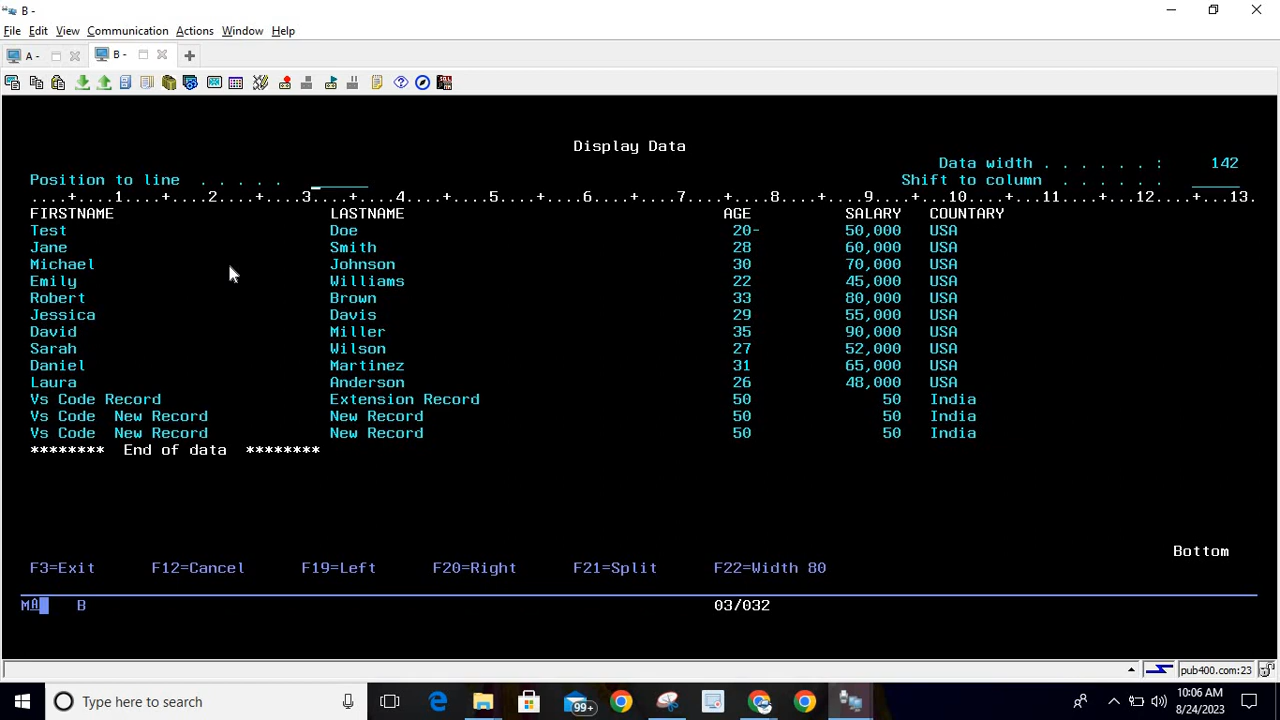 B -
File Edit View Communication Actions Window Help
A - B -
Display Data
Data width . . . . . . : 142
Position to line . . . . . Shift to column . . . . . .
....+....1....+....2....+....3....+....4....+....5....+....6....+....7....+....8....+....9....+...10....+...11....+...12....+...13.
FIRSTNAME LASTNAME AGE SALARY COUNTARY
Test Doe 20- 50,000 USA
Jane Smith 28 60,000 USA
Michael Johnson 30 70,000 USA
Emily Williams 22 45,000 USA
Robert Brown 33 80,000 USA
Jessica Davis 29 55,000 USA
David Miller 35 90,000 USA
Sarah Wilson 27 52,000 USA
Daniel Martinez 31 65,000 USA
Laura Anderson 26 48,000 USA
Vs Code Record Extension Record 50 50 India
Vs Code  New Record New Record 50 50 India
Vs Code  New Record New Record 50 50 India
******** End of data ********
Bottom
F3=Exit F12=Cancel F19=Left F20=Right F21=Split F22=Width 80
MA B 03/032
pub400.com:23
Type here to search 99+ 10:06 AM
8/24/2023